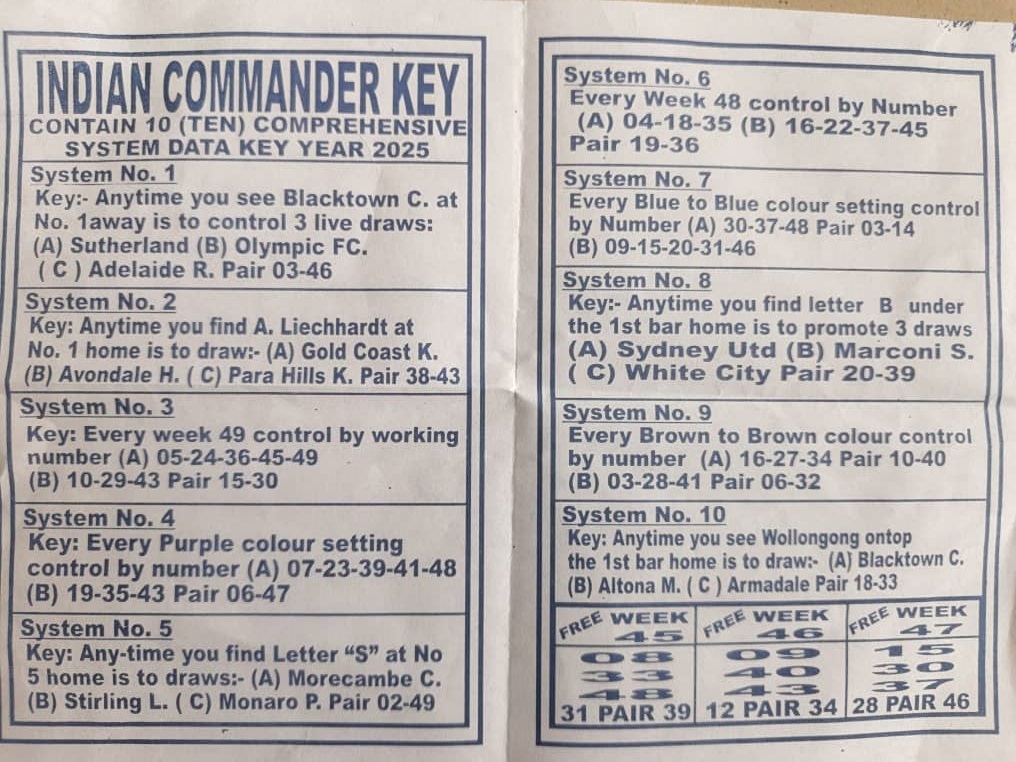 INDIAN COMMANDER KEY
CONTAIN 10 (TEN) COMPREHENSIVE
SYSTEM DATA KEY YEAR 2025
System No. 1
Key:- Anytime you see Blacktown C. at
No. 1away is to control 3 live draws:
(A) Sutherland (B) Olympic FC.
( C ) Adelaide R. Pair 03-46
System No. 2
Key: Anytime you find A. Liechhardt at
No. 1 home is to draw:- (A) Gold Coast K.
(B) Avondale H. ( C) Para Hills K. Pair 38-43
System No. 3
Key: Every week 49 control by working
number (A) 05-24-36-45-49
(B) 10-29-43 Pair 15-30
System No. 4
Key: Every Purple colour setting
control by number (A) 07-23-39-41-48
(B) 19-35-43 Pair 06-47
System No. 5
Key: Any-time you find Letter “S” at No
5 home is to draws:- (A) Morecambe C.
(B) Stirling L. ( C) Monaro P. Pair 02-49
System No. 6
Every Week 48 control by Number
(A) 04-18-35 (B) 16-22-37-45
Pair 19-36
System No. 7
Every Blue to Blue colour setting control
by Number (A) 30-37-48 Pair 03-14
(B) 09-15-20-31-46
System No. 8
Key:- Anytime you find letter B under
the 1st bar home is to promote 3 draws
(A) Sydney Utd (B) Marconi S.
( C) White City Pair 20-39
System No. 9
Every Brown to Brown colour control
by number (A) 16-27-34 Pair 10-40
(B) 03-28-41 Pair 06-32
System No. 10
Key: Anytime you see Wollongong ontop
the 1st bar home is to draw:- (A) Blacktown C.
(B) Altona M. ( C ) Armadale Pair 18-33
FREE WEEK 45
08
33
48
31 PAIR 39
FREE WEEK 46
09
40
43
12 PAIR 34
FREE WEEK 47
15
30
37
28 PAIR 46